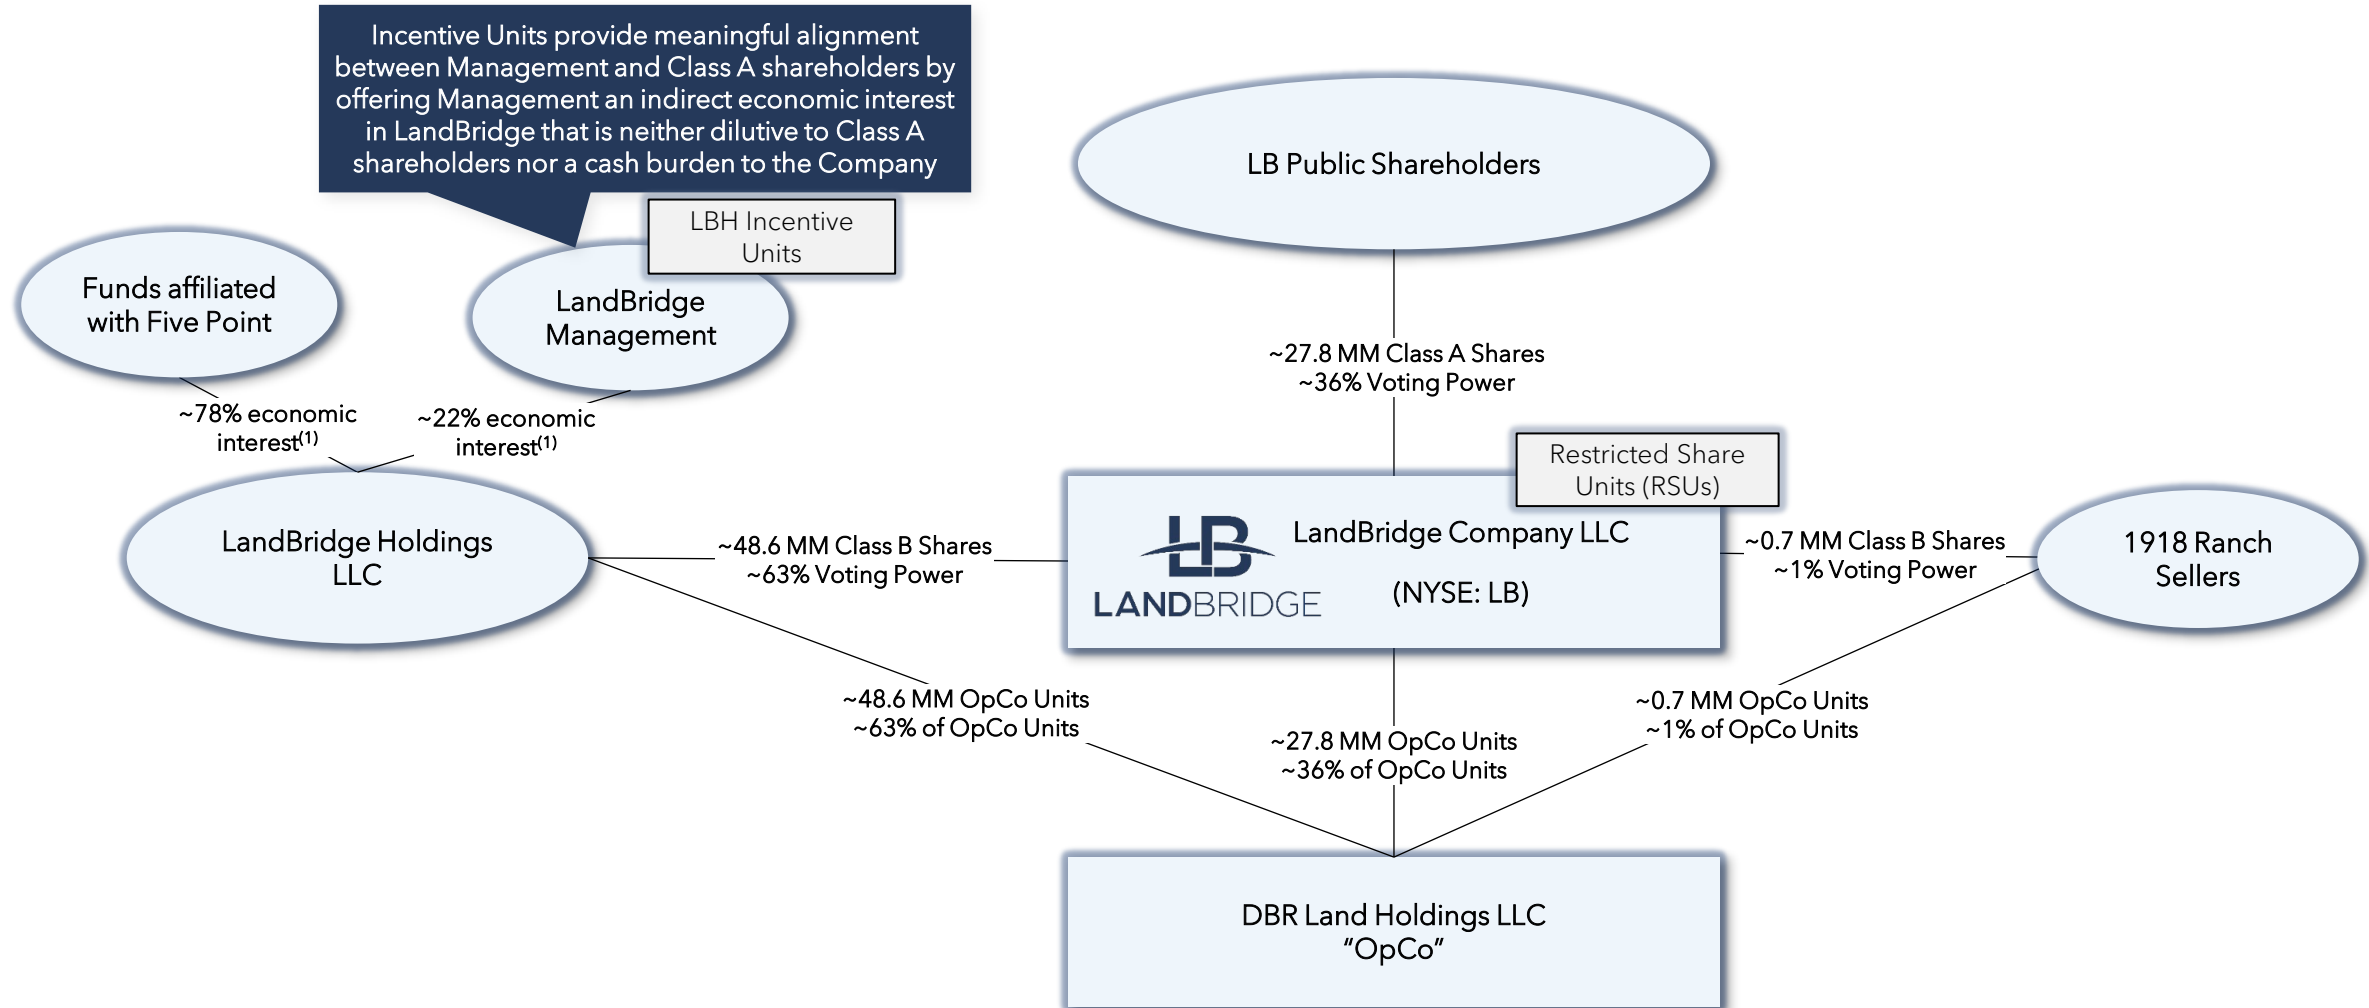 Incentive Units provide meaningful alignment
between Management and Class A shareholders by
offering Management an indirect economic interest
in LandBridge that is neither dilutive to Class A
shareholders nor a cash burden to the Company
LB Public Shareholders
LBH Incentive
Units
Funds affiliated
with Five Point
LandBridge
Management
~27.8 MM Class A Shares
~36% Voting Power
~78% economic
interest(1)
~22% economic
interest(1)
Restricted Share
Units (RSUs)
LandBridge Holdings
LLC
~48.6 MM Class B Shares
~63% Voting Power
LB
LANDBRIDGE
LandBridge Company LLC
(NYSE: LB)
~0.7 MM Class B Shares
~1% Voting Power
1918 Ranch
Sellers
~48.6 MM OpCo Units
~63% of OpCo Units
~27.8 MM OpCo Units
~36% of OpCo Units
~0.7 MM OpCo Units
~1% of OpCo Units
DBR Land Holdings LLC
“OpCo”